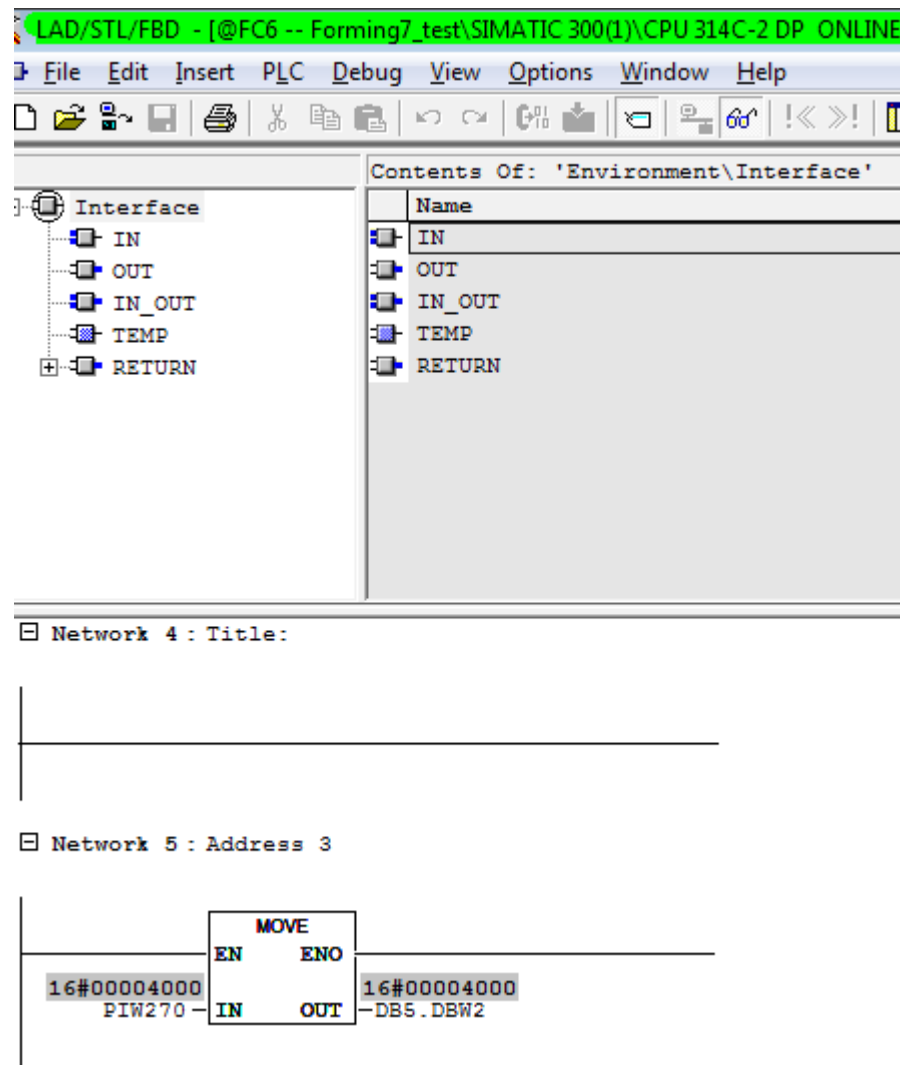 LAD/STL/FBD - [@FC6 -- Forming7_test\SIMATIC 300(1)\CPU 314C-2 DP ONLINE
File Edit Insert PLC Debug View Options Window Help
Contents Of: 'Environment\Interface'
Interface
IN
OUT
IN_OUT
TEMP
RETURN
Name
IN
OUT
IN_OUT
TEMP
RETURN
Network 4 : Title:
Network 5 : Address 3
MOVE
EN ENO
16#00004000 16#00004000
PIW270 IN OUT DB5.DBW2